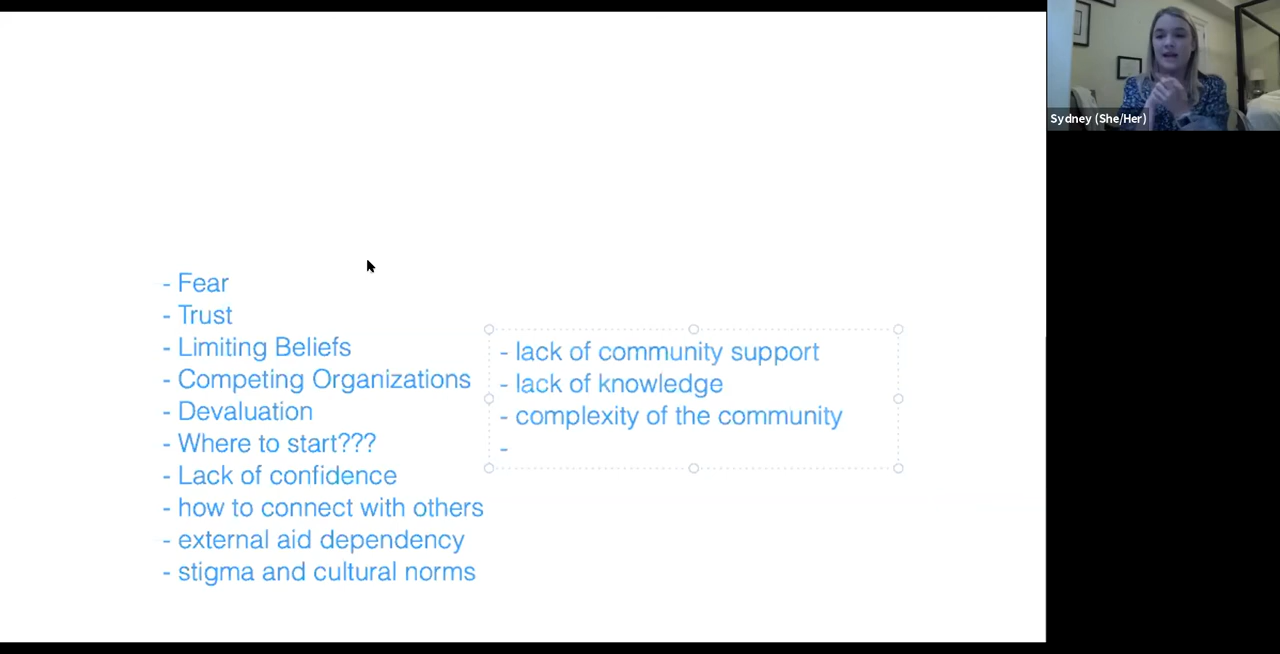 - Fear
- Trust
- Limiting Beliefs
- Competing Organizations
- Devaluation
- Where to start???
- Lack of confidence
- how to connect with others
- external aid dependency
- stigma and cultural norms
- lack of community support
- lack of knowledge
- complexity of the community
-
Sydney (She/Her)